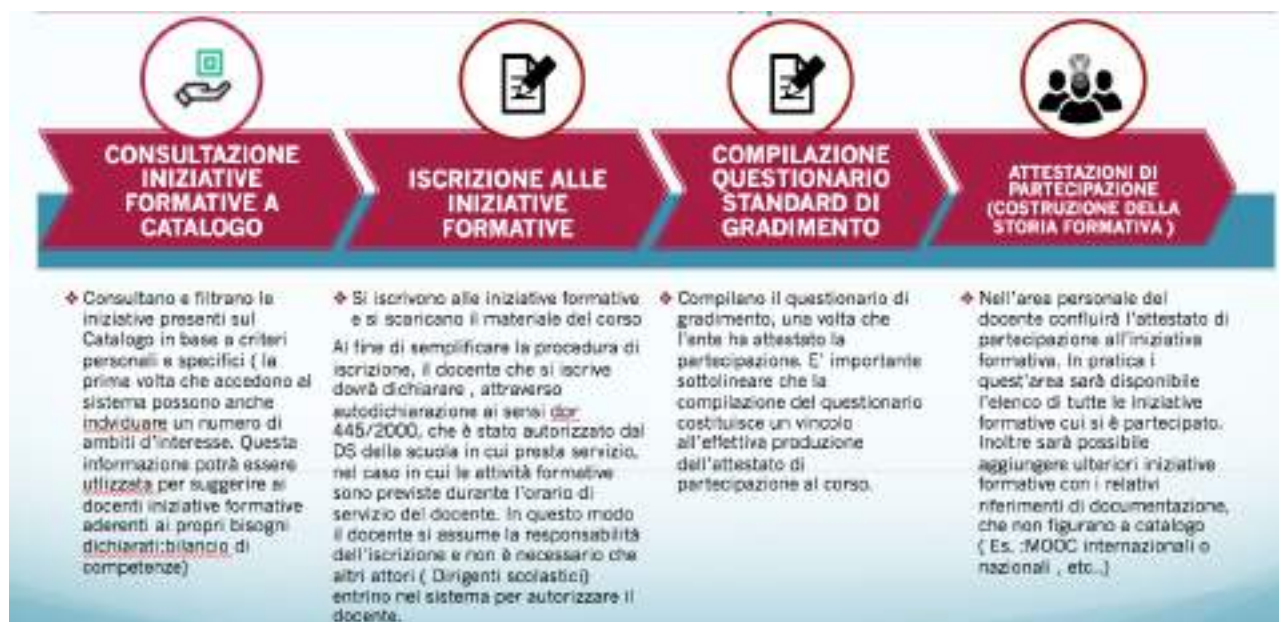 CONSULTAZIONE
INIZIATIVE
FORMATIVE A
CATALOGO
❖ Consultano e filtrano le
iniziative presenti sul
Catalogo in base a criteri
personali e specifici ( la
prima volta che accedono al
sistema possono anche
indviduare un numero di
ambiti d'interesse. Questa
informazione potrà essere
utlizzata per suggerire ai
docenti iniziative formative
aderenti ai propri bisogni
dichiarati:bilancio di
competenze)
ISCRIZIONE ALLE
INIZIATIVE
FORMATIVE
❖ Si iscrivono alle iniziative formative
e si scaricano il materiale del corso
Al fine di semplificare la procedura di
iscrizione, il docente che si iscrive
dovrà dichiarare , attraverso
autodichiarazione ai sensi dpr
445/2000, che è stato autorizzato dal
DS della scuola in cui presta servizio,
nel caso in cui le attività formative
sono previste durante l'orario di
servizio del docente. In questo modo
il docente si assume la responsabilità
dell'iscrizione e non è necessario che
altri attori ( Dirigenti scolastici)
entrino nel sistema per autorizzare il
docente.
COMPILAZIONE
QUESTIONARIO
STANDARD DI
GRADIMENTO
❖ Compilano il questionario di
gradimento, una volta che
l'ente ha attestato la
partecipazione. E' importante
sottolineare che la
compilazione del questionario
costituisce un vincolo
all'effettiva produzione
dell'attestato di
partecipazione al corso.
ATTESTAZIONI DI
PARTECIPAZIONE
(COSTRUZIONE DELLA
STORIA FORMATIVA )
❖ Nell'area personale del
docente confluirà l'attestato di
partecipazione all'iniziativa
formativa. In pratica i
quest'area sarà disponibile
l'elenco di tutte le iniziative
formative cui si è partecipato.
Inoltre sarà possibile
aggiungere ulteriori iniziative
formative con i relativi
riferimenti di documentazione,
che non figurano a catalogo
( Es. :MOOC internazionali o
nazionali , etc..)